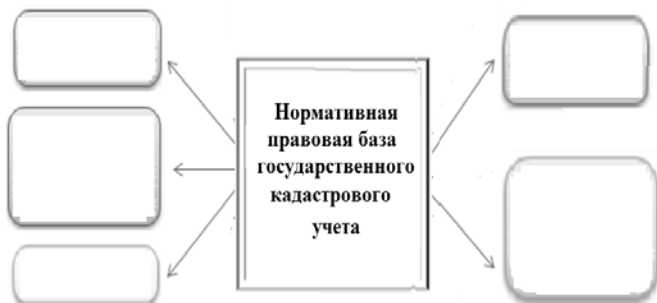 Нормативная
правовая база
государственного
кадастрового
учета